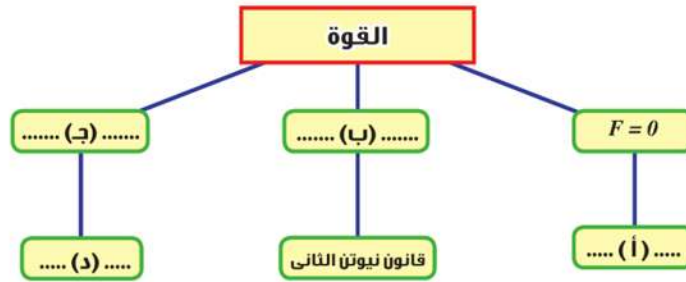 القوة
F = 0
....... (ب) .......
....... (جـ) .......
..... (أ) .....
قانون نيوتن الثانى
..... (د) .....